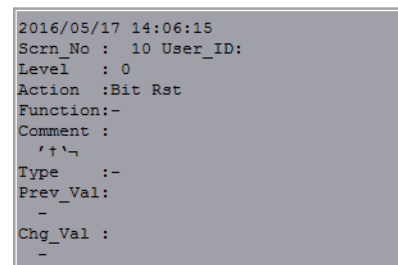 2016/05/17 14:06:15
Scrn_No :  10 User_ID:
Level   : 0
Action  :Bit Rst
Function:-
Comment :
  ’†‘¬
Type    :-
Prev_Val:
  -
Chg_Val :
  -